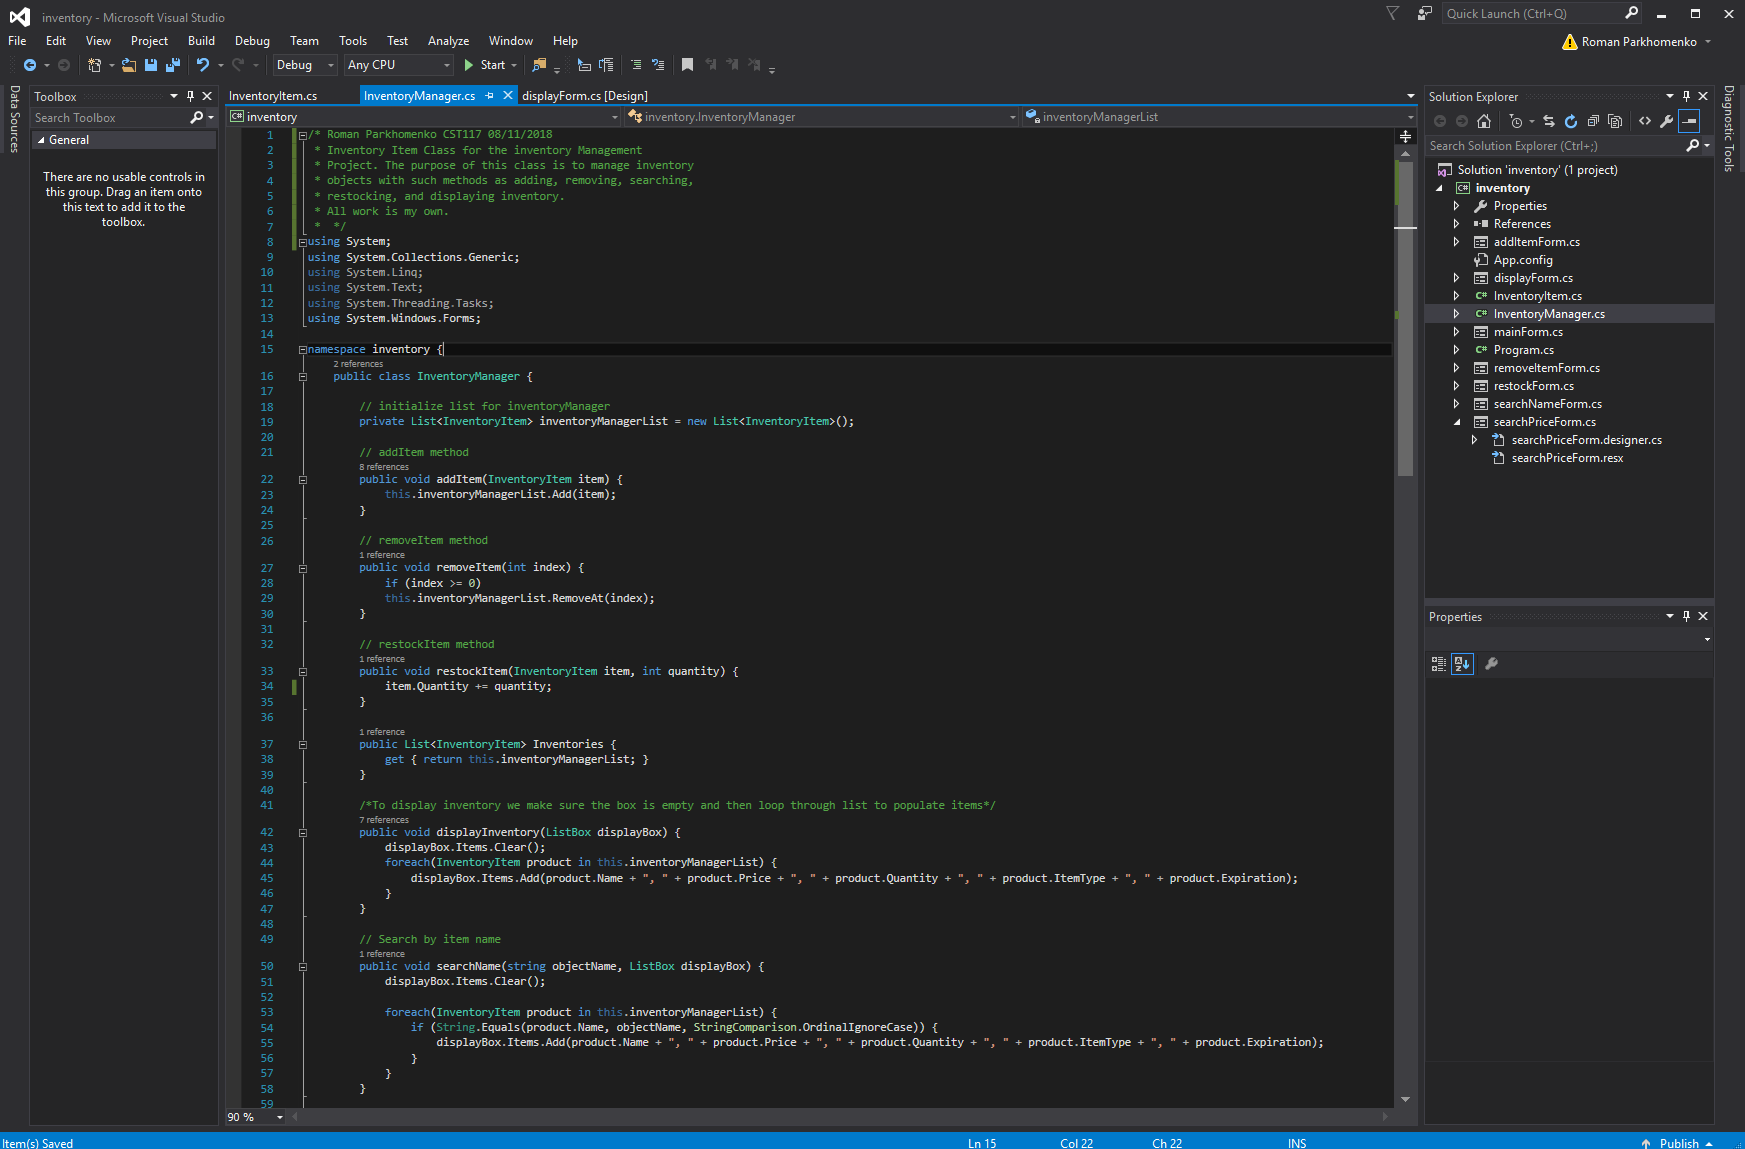 inventory - Microsoft Visual Studio
Quick Launch (Ctrl+Q)
File Edit View Project Build Debug Team Tools Test Analyze Window Help
Roman Parkhomenko
Debug Any CPU Start
Data Sources
Toolbox
Search Toolbox
General
There are no usable controls in
this group. Drag an item onto
this text to add it to the
toolbox.
InventoryItem.cs InventoryManager.cs displayForm.cs [Design]
inventory inventory.InventoryManager inventoryManagerList
1 /* Roman Parkhomenko CST117 08/11/2018
2 * Inventory Item Class for the inventory Management
3 * Project. The purpose of this class is to manage inventory
4 * objects with such methods as adding, removing, searching,
5 * restocking, and displaying inventory.
6 * All work is my own.
7 * */
8 using System;
9 using System.Collections.Generic;
10 using System.Linq;
11 using System.Text;
12 using System.Threading.Tasks;
13 using System.Windows.Forms;
14
15 namespace inventory {
2 references
16 public class InventoryManager {
17
18 // initialize list for inventoryManager
19 private List<InventoryItem> inventoryManagerList = new List<InventoryItem>();
20
21 // addItem method
8 references
22 public void addItem(InventoryItem item) {
23 this.inventoryManagerList.Add(item);
24 }
25
26 // removeItem method
1 reference
27 public void removeItem(int index) {
28 if (index >= 0)
29 this.inventoryManagerList.RemoveAt(index);
30 }
31
32 // restockItem method
1 reference
33 public void restockItem(InventoryItem item, int quantity) {
34 item.Quantity += quantity;
35 }
36
1 reference
37 public List<InventoryItem> Inventories {
38 get { return this.inventoryManagerList; }
39 }
40
41 /*To display inventory we make sure the box is empty and then loop through list to populate items*/
7 references
42 public void displayInventory(ListBox displayBox) {
43 displayBox.Items.Clear();
44 foreach(InventoryItem product in this.inventoryManagerList) {
45 displayBox.Items.Add(product.Name + ", " + product.Price + ", " + product.Quantity + ", " + product.ItemType + ", " + product.Expiration);
46 }
47 }
48
49 // Search by item name
1 reference
50 public void searchName(string objectName, ListBox displayBox) {
51 displayBox.Items.Clear();
52
53 foreach(InventoryItem product in this.inventoryManagerList) {
54 if (String.Equals(product.Name, objectName, StringComparison.OrdinalIgnoreCase)) {
55 displayBox.Items.Add(product.Name + ", " + product.Price + ", " + product.Quantity + ", " + product.ItemType + ", " + product.Expiration);
56 }
57 }
58 }
59
90 %
Solution Explorer
Search Solution Explorer (Ctrl+;)
Solution 'inventory' (1 project)
C# inventory
Properties
References
addItemForm.cs
App.config
displayForm.cs
C# InventoryItem.cs
C# InventoryManager.cs
mainForm.cs
C# Program.cs
removeItemForm.cs
restockForm.cs
searchNameForm.cs
searchPriceForm.cs
searchPriceForm.designer.cs
searchPriceForm.resx
Properties
Diagnostic Tools
Item(s) Saved Ln 15 Col 22 Ch 22 INS Publish